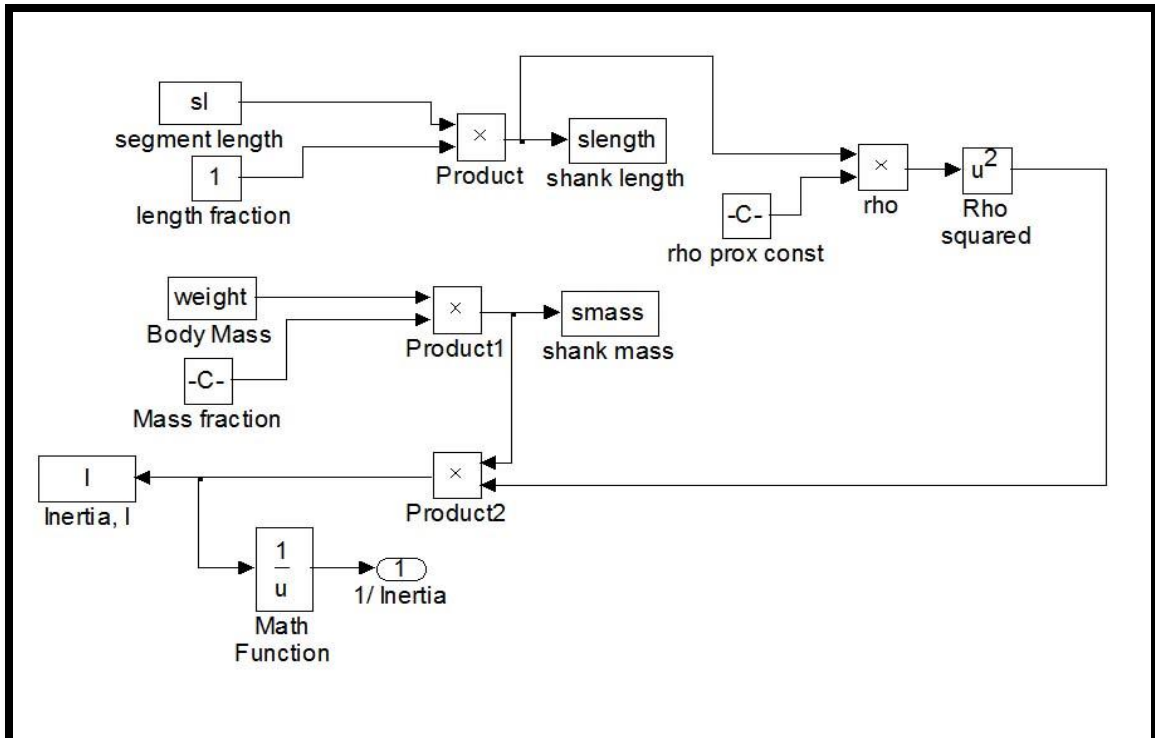 sl
segment length
1
length fraction
×
Product
slength
shank length
-C-
rho prox const
×
rho
u2
Rho
squared
weight
Body Mass
-C-
Mass fraction
×
Product1
smass
shank mass
I
Inertia, I
×
Product2
1
u
Math
Function
1
1/ Inertia